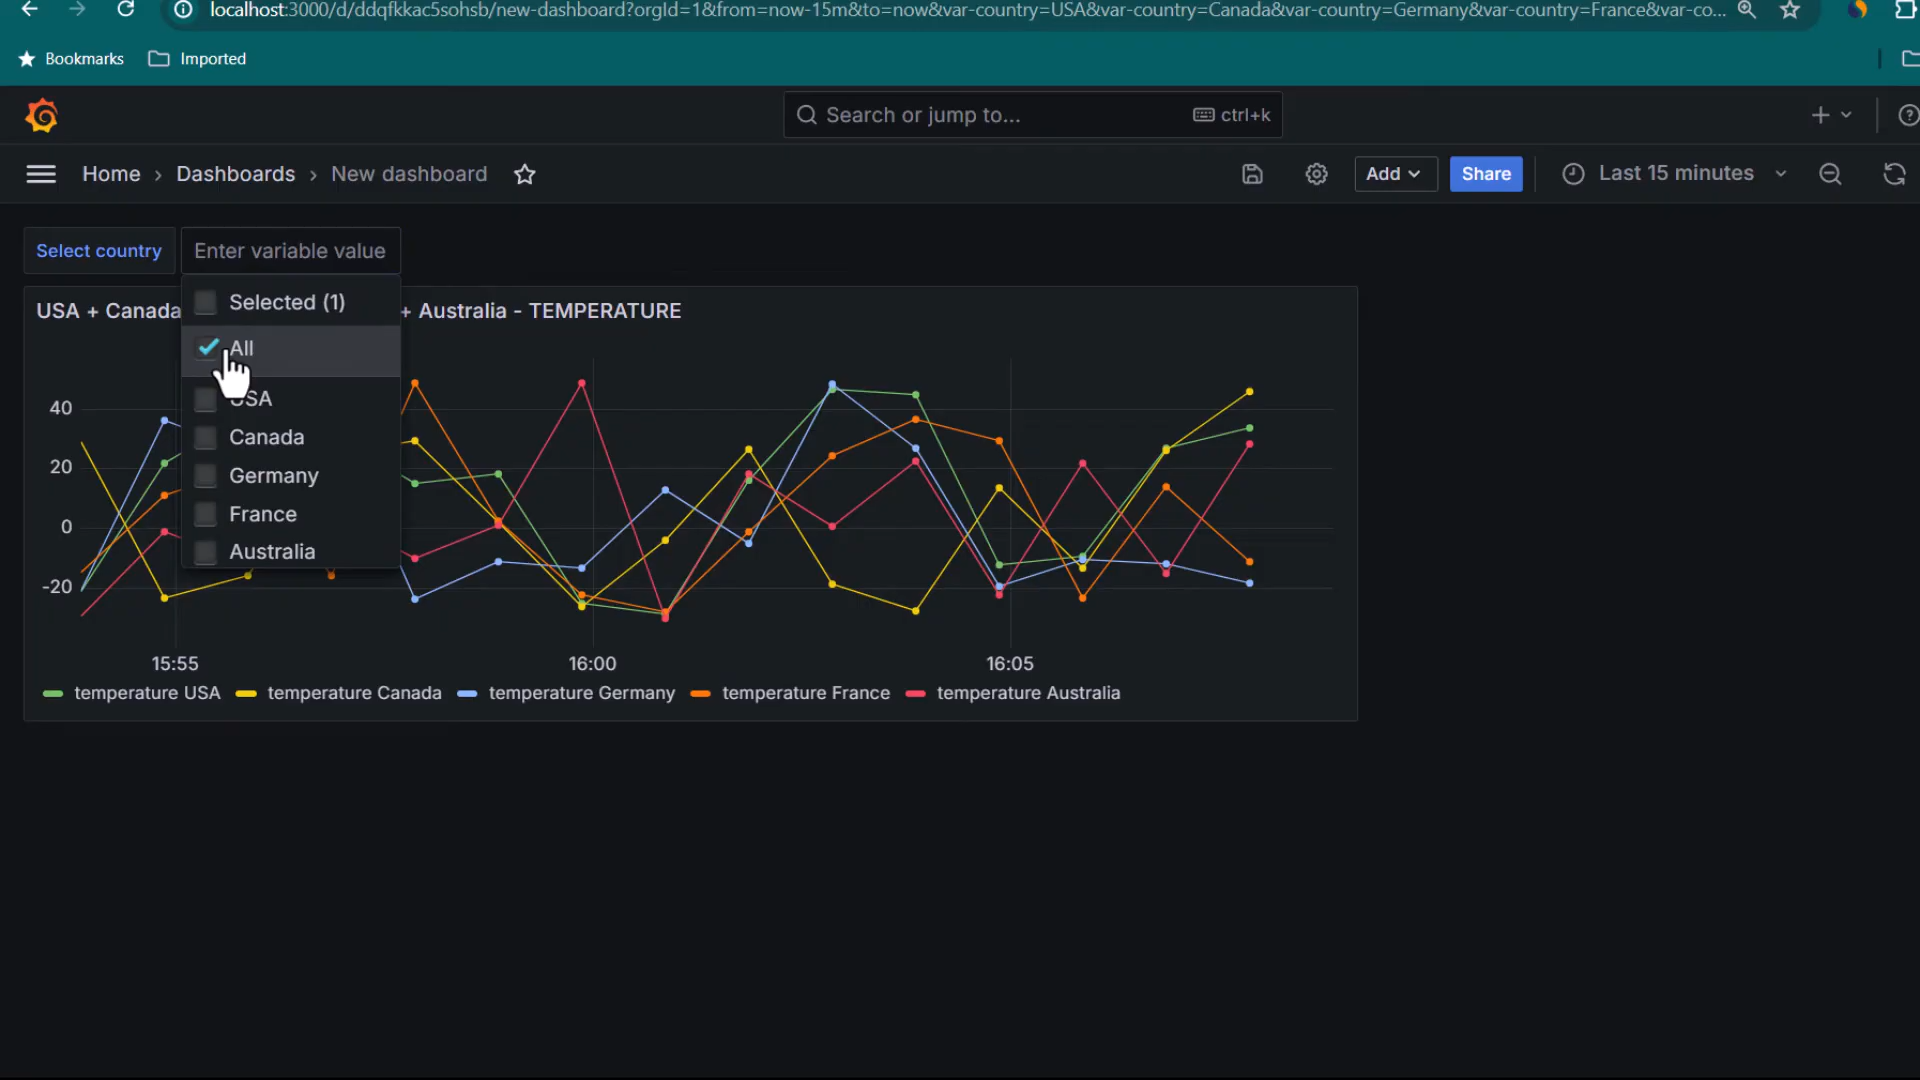 localhost:3000/d/ddqfkkac5sohsb/new-dashboard?orgId=1&from=now-15m&to=now&var-country=USA&var-country=Canada&var-country=Germany&var-country=France&var-co...
Bookmarks Imported
Search or jump to... ctrl+k
Home › Dashboards › New dashboard Add Share Last 15 minutes
Select country Enter variable value
Selected (1)
USA + Canada + Australia - TEMPERATURE
All
USA
Canada
Germany
France
Australia
40
20
0
-20
15:55 16:00 16:05
temperature USA temperature Canada temperature Germany temperature France temperature Australia